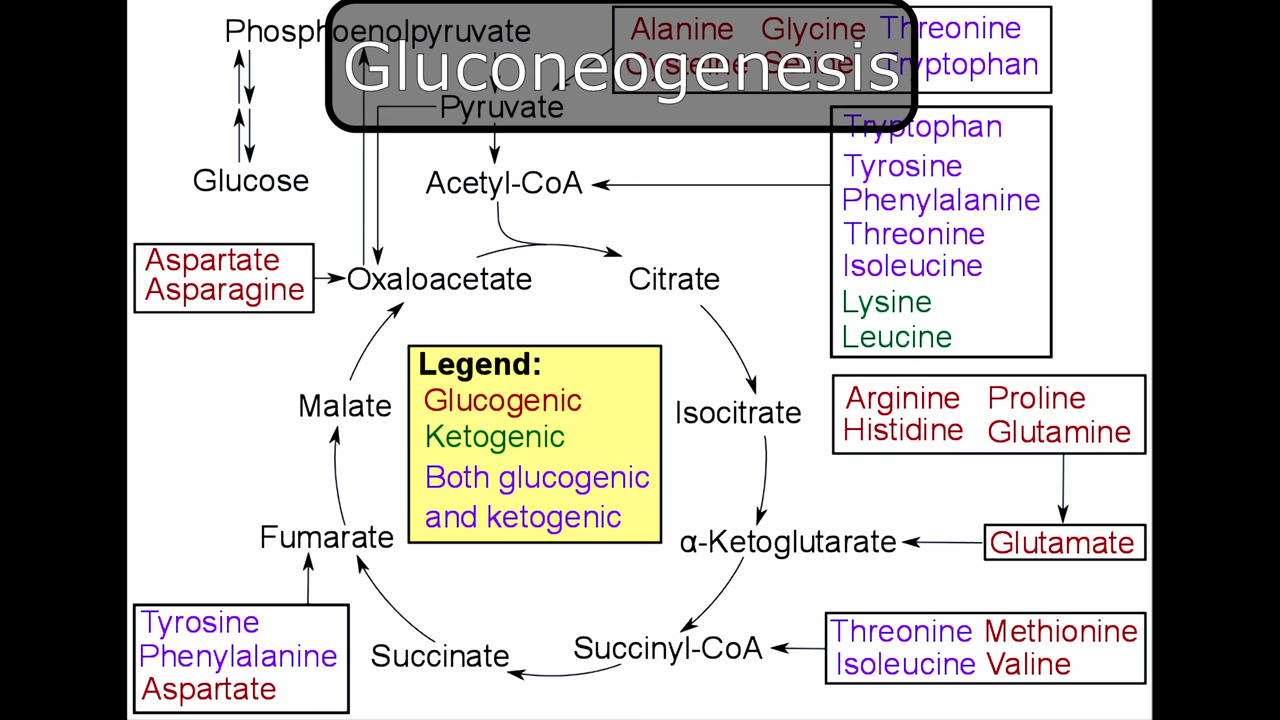 Phosphoenolpyruvate
Gluconeogenesis
Alanine Glycine Threonine
Cysteine Serine Tryptophan
Pyruvate
Tryptophan
Tyrosine
Phenylalanine
Threonine
Isoleucine
Lysine
Leucine
Glucose
Acetyl-CoA
Aspartate
Asparagine
Oxaloacetate
Citrate
Legend:
Glucogenic
Ketogenic
Both glucogenic
and ketogenic
Malate
Isocitrate
Arginine Proline
Histidine Glutamine
Fumarate
α-Ketoglutarate
Glutamate
Tyrosine
Phenylalanine
Aspartate
Succinate
Succinyl-CoA
Threonine Methionine
Isoleucine Valine